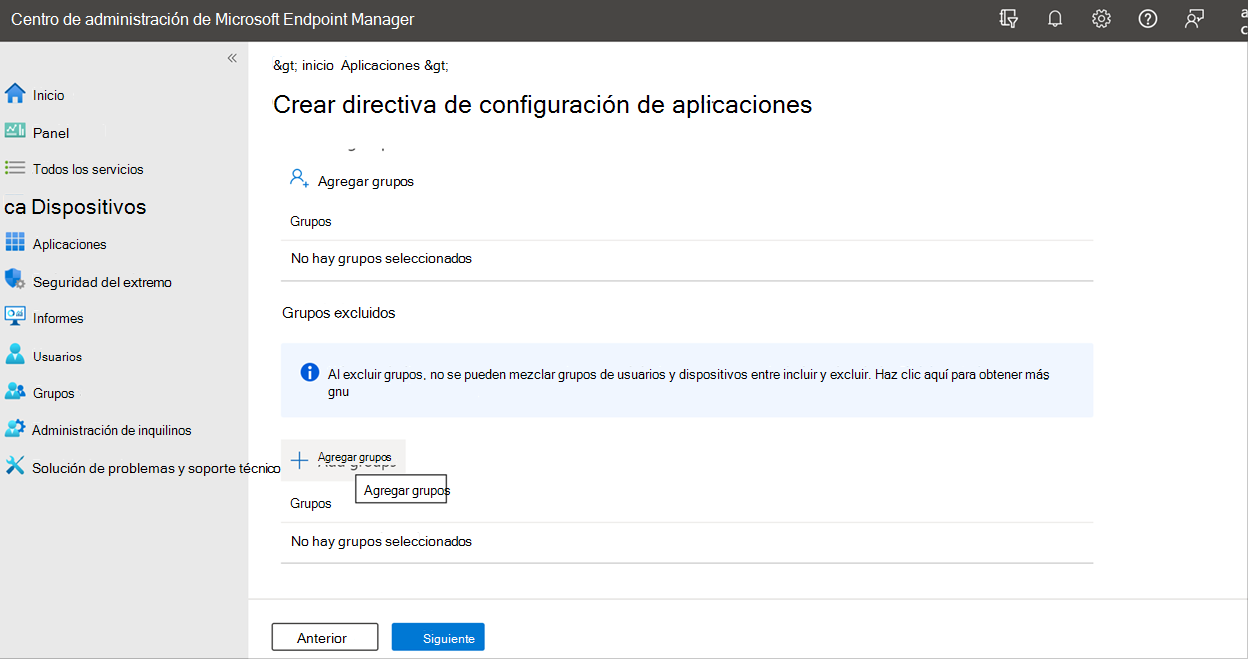 Centro de administración de Microsoft Endpoint Manager
&gt; inicio Aplicaciones &gt;
Crear directiva de configuración de aplicaciones
Inicio
Panel
Todos los servicios
ca Dispositivos
Aplicaciones
Seguridad del extremo
Informes
Usuarios
Grupos
Administración de inquilinos
Solución de problemas y soporte técnico
Agregar grupos
Grupos
No hay grupos seleccionados
Grupos excluidos
Al excluir grupos, no se pueden mezclar grupos de usuarios y dispositivos entre incluir y excluir. Haz clic aquí para obtener más
gnu
Agregar grupos
Add groups
Agregar grupos
Grupos
No hay grupos seleccionados
Anterior
Siguiente